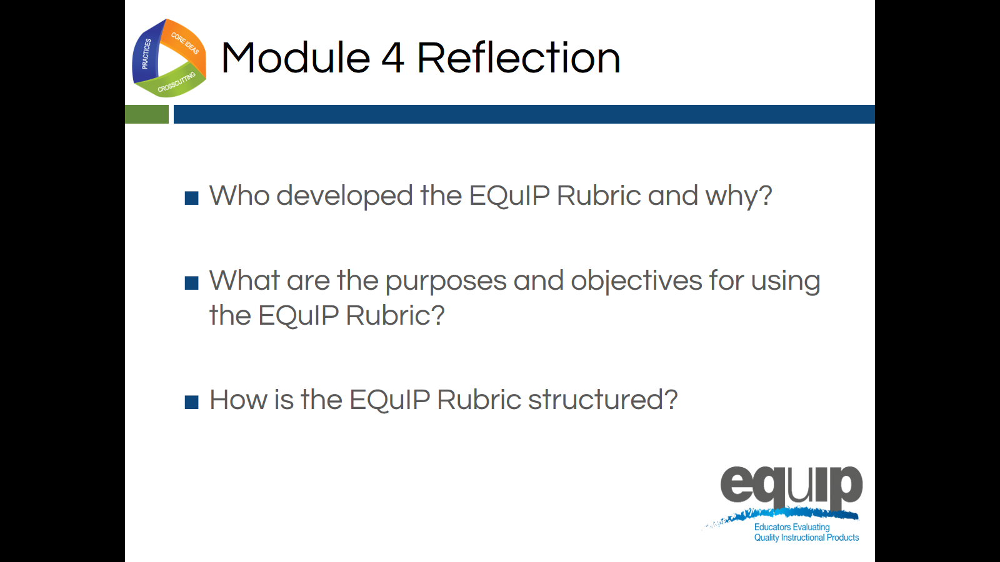 PRACTICES
CORE IDEAS
CROSSCUTTING
Module 4 Reflection
Who developed the EQuIP Rubric and why?
What are the purposes and objectives for using
the EQuIP Rubric?
How is the EQuIP Rubric structured?
equip
Educators Evaluating
Quality Instructional Products